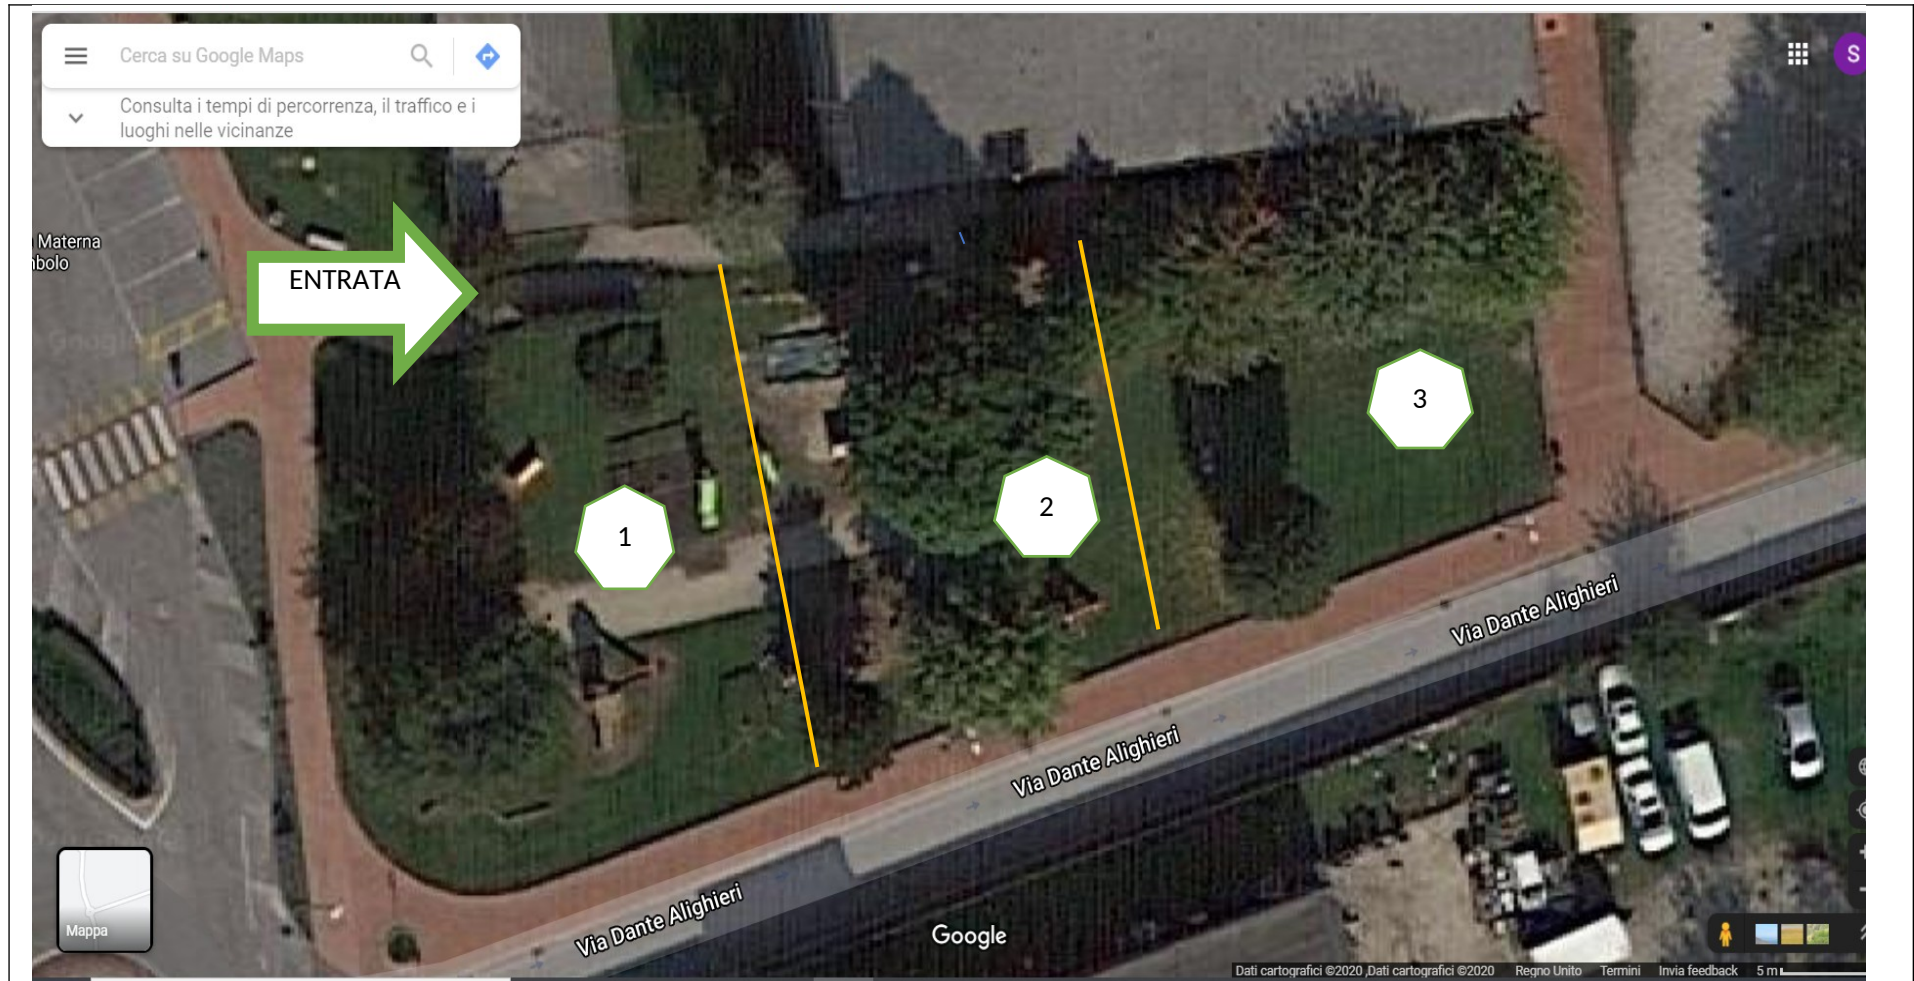 Cerca su Google Maps
Consulta i tempi di percorrenza, il traffico e i
luoghi nelle vicinanze
S
Materna
ENTRATA
3
2
1
Via Dante Alighieri
Via Dante Alighieri
Via Dante Alighieri
Mappa
Google
Dati cartografici ©2020 ,Dati cartografici ©2020 Regno Unito Termini Invia feedback 5 m